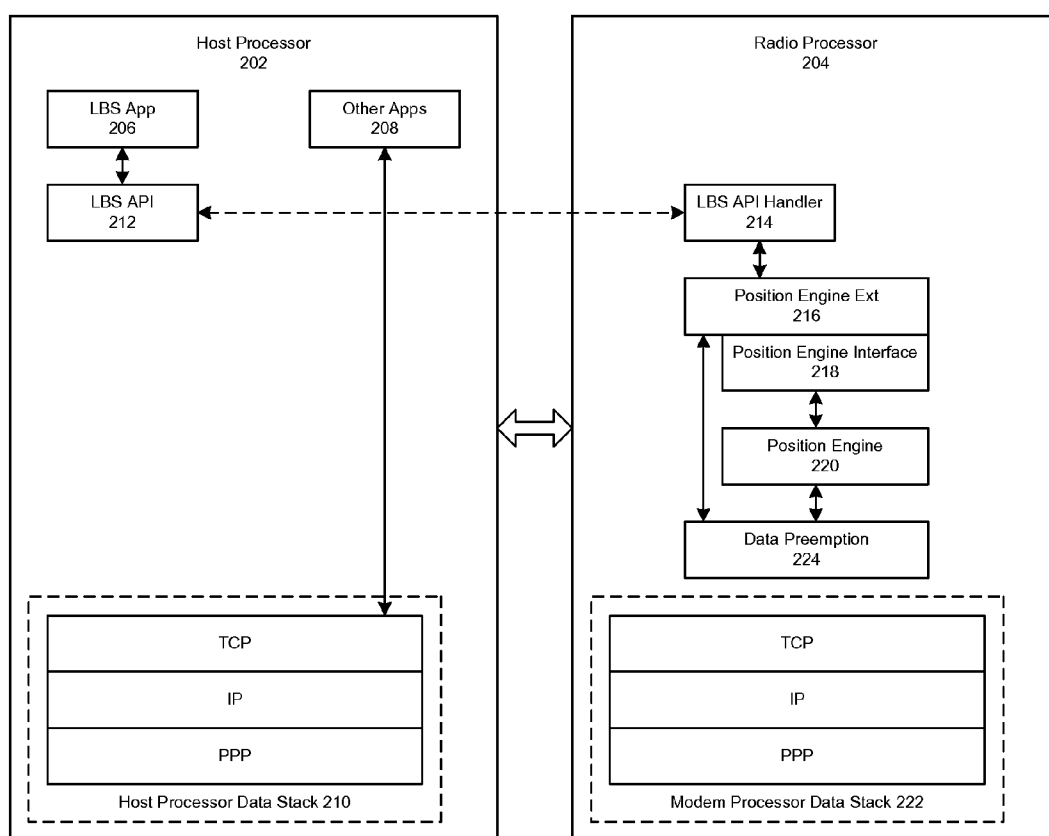 Host Processor
202
LBS App
206
Other Apps
208
LBS API
212
TCP
IP
PPP
Host Processor Data Stack 210
Radio Processor
204
LBS API Handler
214
Position Engine Ext
216
Position Engine Interface
218
Position Engine
220
Data Preemption
224
TCP
IP
PPP
Modem Processor Data Stack 222